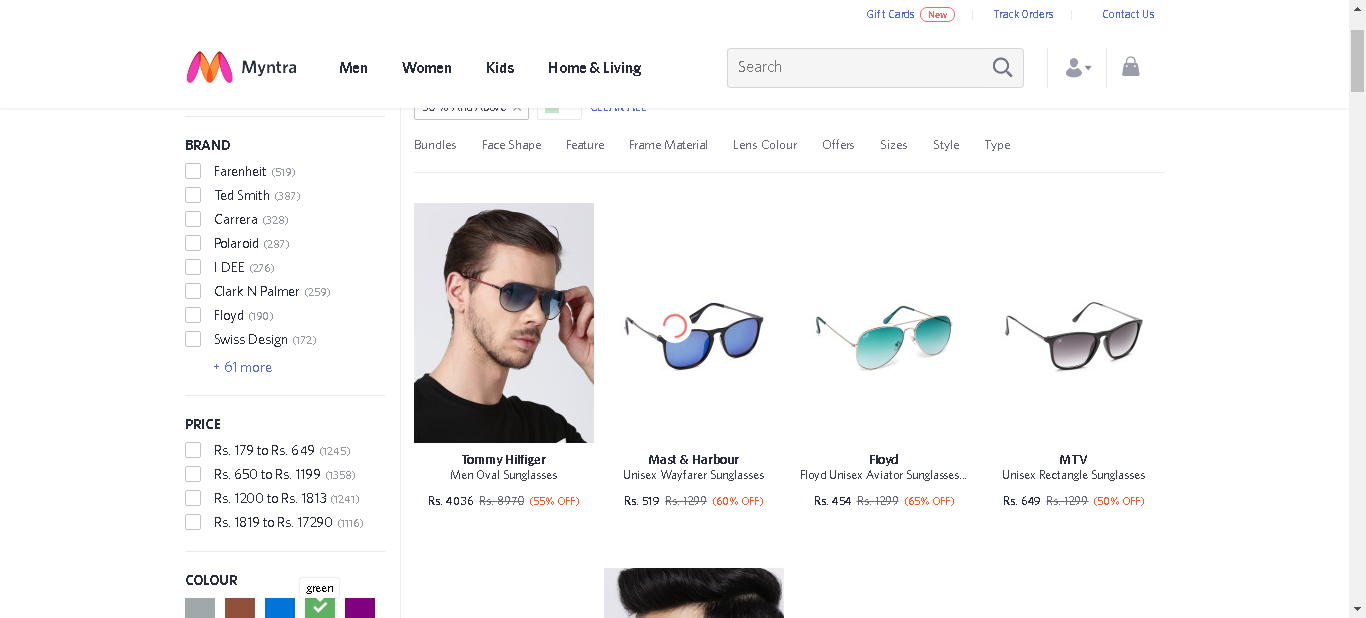 Gift Cards New Track Orders Contact Us
Myntra Men Women Kids Home & Living Search
50 % And Above CLEAR ALL
Bundles Face Shape Feature Frame Material Lens Colour Offers Sizes Style Type
BRAND
Farenheit (519)
Ted Smith (387)
Carrera (328)
Polaroid (287)
I DEE (276)
Clark N Palmer (259)
Floyd (190)
Swiss Design (172)
+ 61 more
PRICE
Rs. 179 to Rs. 649 (1245)
Rs. 650 to Rs. 1199 (1358)
Rs. 1200 to Rs. 1813 (1241)
Rs. 1819 to Rs. 17290 (1116)
COLOUR
green
Tommy Hilfiger
Men Oval Sunglasses
Rs. 4036 Rs. 8970 (55% OFF)
Mast & Harbour
Unisex Wayfarer Sunglasses
Rs. 519 Rs. 1299 (60% OFF)
Floyd
Floyd Unisex Aviator Sunglasses...
Rs. 454 Rs. 1299 (65% OFF)
MTV
Unisex Rectangle Sunglasses
Rs. 649 Rs. 1299 (50% OFF)